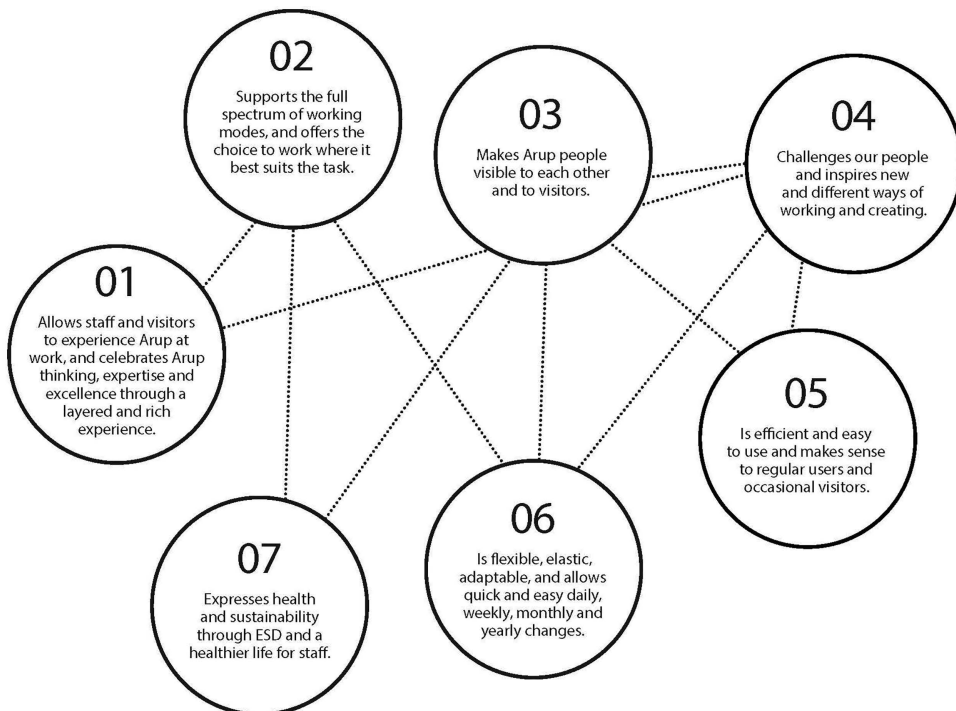 01
Allows staff and visitors
to experience Arup at
work, and celebrates Arup
thinking, expertise and
excellence through a
layered and rich
experience.
02
Supports the full
spectrum of working
modes, and offers the
choice to work where it
best suits the task.
03
Makes Arup people
visible to each other
and to visitors.
04
Challenges our people
and inspires new
and different ways of
working and creating.
05
Is efficient and easy
to use and makes sense
to regular users and
occasional visitors.
06
Is flexible, elastic,
adaptable, and allows
quick and easy daily,
weekly, monthly and
yearly changes.
07
Expresses health
and sustainability
through ESD and a
healthier life for staff.